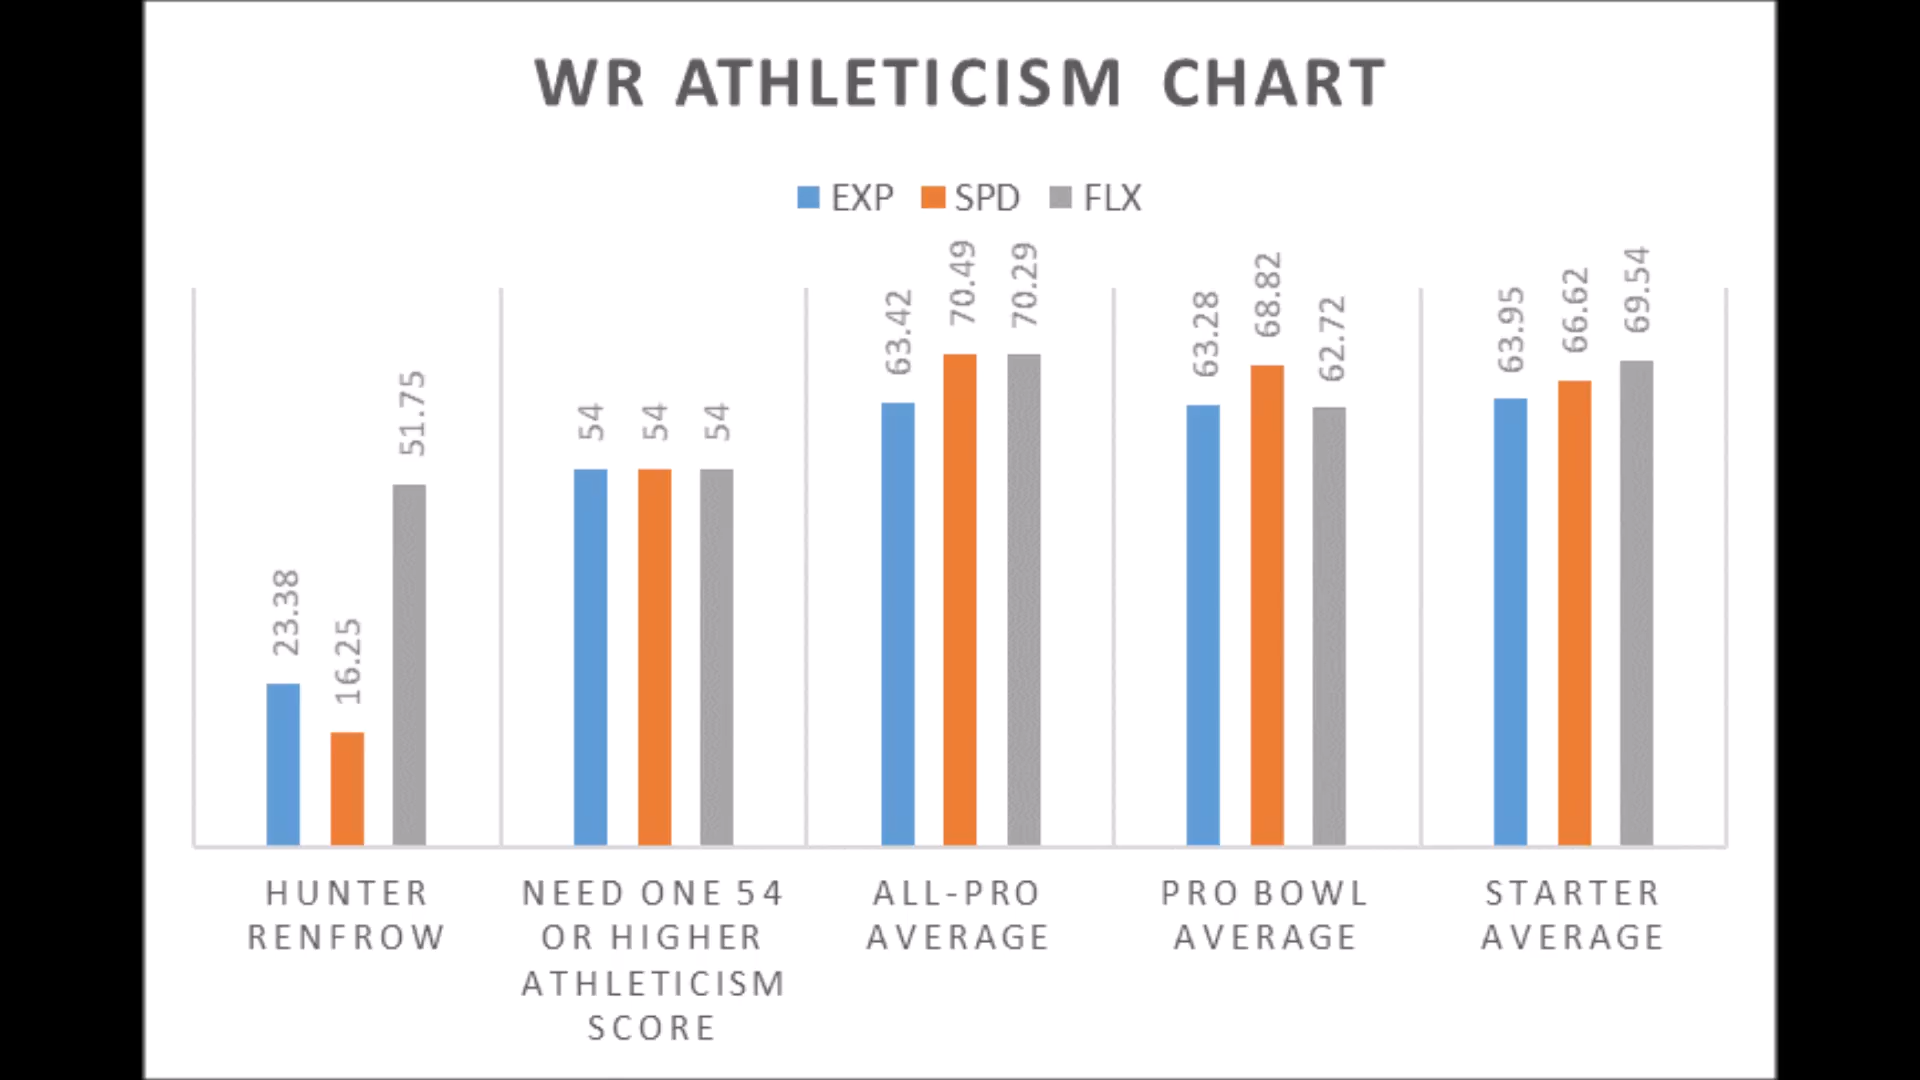 WR ATHLETICISM CHART
EXP SPD FLX
23.38
16.25
51.75
54
54
54
63.42
70.49
70.29
63.28
68.82
62.72
63.95
66.62
69.54
HUNTER
RENFROW
NEED ONE 54
OR HIGHER
ATHLETICISM
SCORE
ALL-PRO
AVERAGE
PRO BOWL
AVERAGE
STARTER
AVERAGE